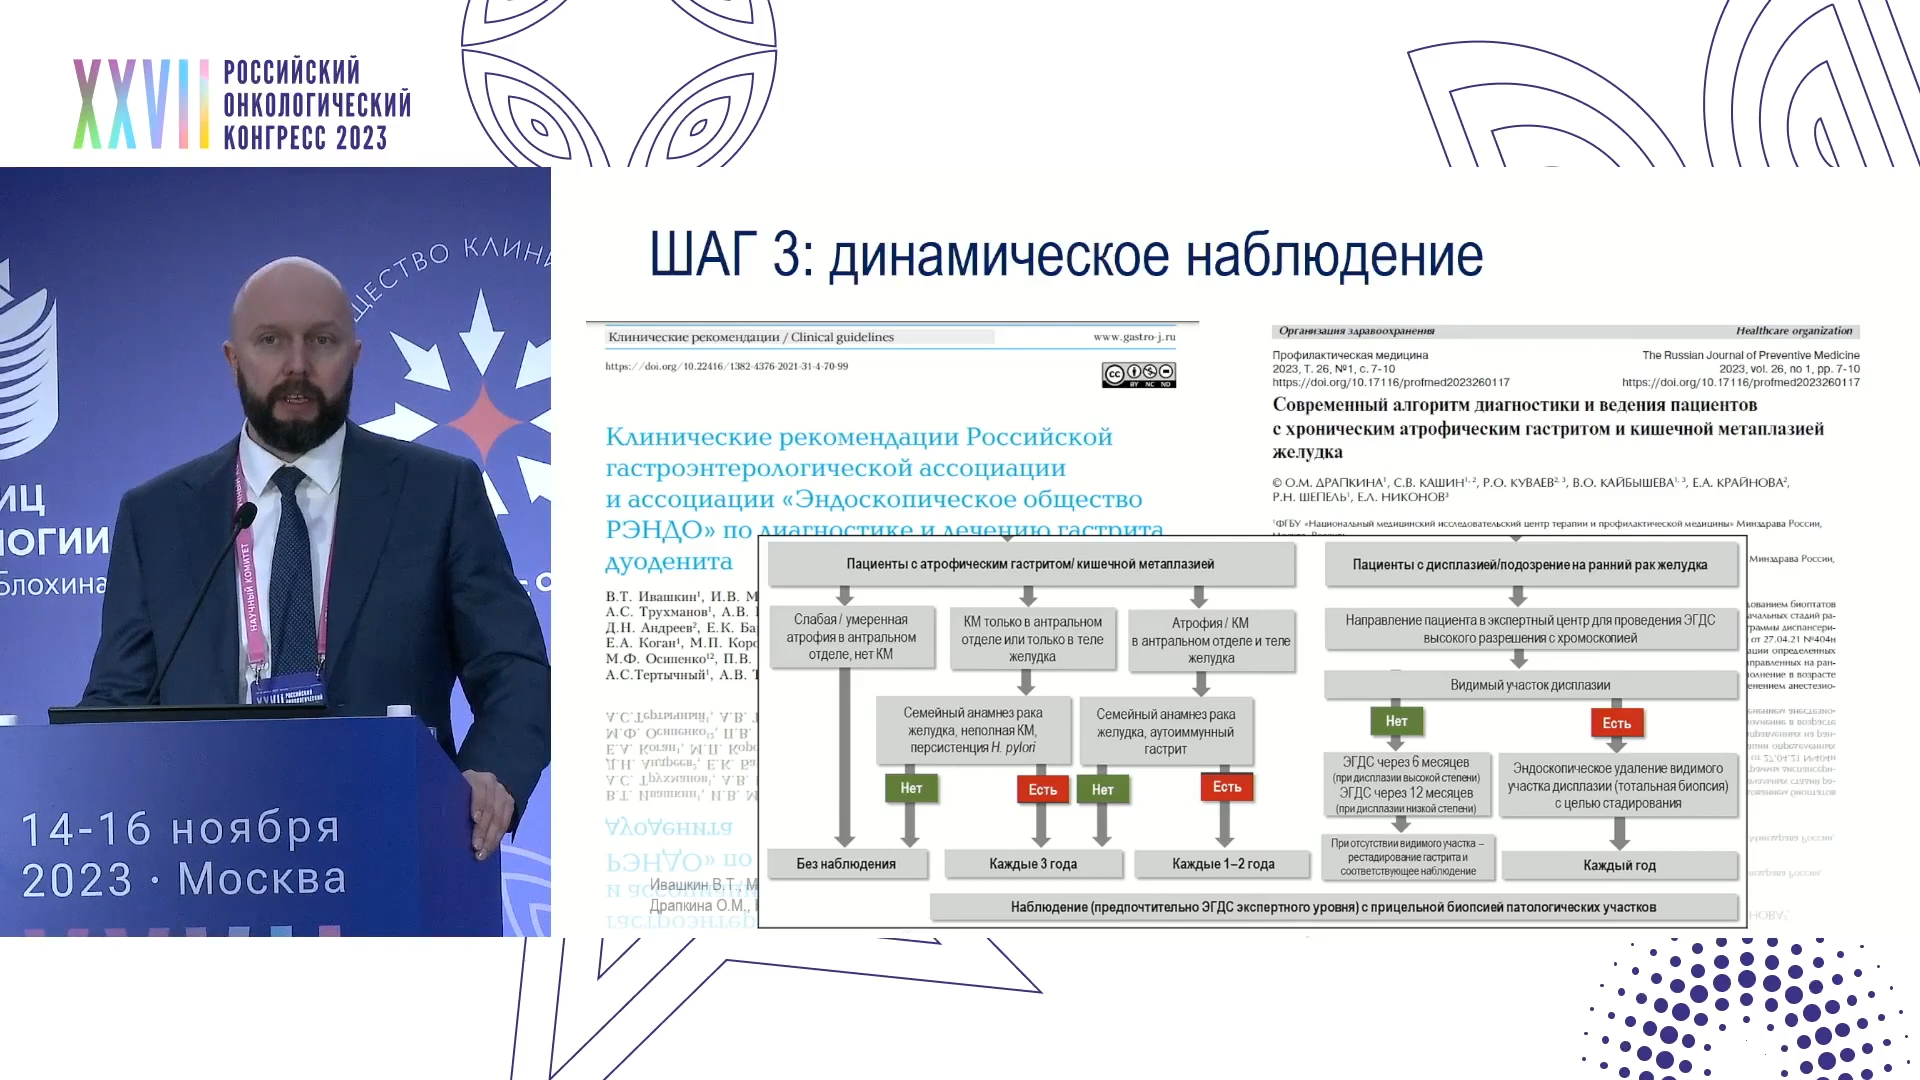 XXVII
РОССИЙСКИЙ
ОНКОЛОГИЧЕСКИЙ
КОНГРЕСС 2023
ШАГ 3: динамическое наблюдение
Клинические рекомендации / Clinical guidelines
www.gastro-j.ru
https://doi.org/10.22416/1382-4376-2021-31-4-70-99
Клинические рекомендации Российской
гастроэнтерологической ассоциации
и ассоциации «Эндоскопическое общество
РЭНДО» по диагностике и лечению гастрита
дуоденита
В.Т. Ивашкин¹, И.В. М
А.С. Трухманов¹, А.В.
Д.Н. Андреев², Е.К. Ба
Е.А. Коган¹, М.П. Коро
М.Ф. Осипенко¹², П.В.
А.С.Тертычный¹, А.В. Т
Ивашкин В.Т., М
Драпкина О.М.,
Организация здравоохранения
Healthcare organization
Профилактическая медицина
2023, Т. 26, №1, с. 7-10
https://doi.org/10.17116/profmed2023260117
The Russian Journal of Preventive Medicine
2023, vol. 26, no 1, pp. 7-10
https://doi.org/10.17116/profmed2023260117
Современный алгоритм диагностики и ведения пациентов
с хроническим атрофическим гастритом и кишечной метаплазией
желудка
© О.М. ДРАПКИНА¹, С.В. КАШИН¹˒ ², Р.О. КУВАЕВ²˒ ³, В.О. КАЙБЫШЕВА¹˒ ³, Е.А. КРАЙНОВА²,
Р.Н. ШЕПЕЛЬ¹, Е.Л. НИКОНОВ³
¹ФГБУ «Национальный медицинский исследовательский центр терапии и профилактической медицины» Минздрава России,
Минздрава России,
Пациенты с атрофическим гастритом/ кишечной метаплазией
Слабая / умеренная
атрофия в антральном
отделе, нет КМ
КМ только в антральном
отделе или только в теле
желудка
Атрофия / КМ
в антральном отделе и теле
желудка
Семейный анамнез рака
желудка, неполная КМ,
персистенция H. pylori
Семейный анамнез рака
желудка, аутоиммунный
гастрит
Нет
Есть
Нет
Есть
Без наблюдения
Каждые 3 года
Каждые 1–2 года
Пациенты с дисплазией/подозрение на ранний рак желудка
Направление пациента в экспертный центр для проведения ЭГДС
высокого разрешения с хромоскопией
Видимый участок дисплазии
Нет
Есть
ЭГДС через 6 месяцев
(при дисплазии высокой степени)
ЭГДС через 12 месяцев
(при дисплазии низкой степени)
Эндоскопическое удаление видимого
участка дисплазии (тотальная биопсия)
с целью стадирования
При отсутствии видимого участка –
рестадирование гастрита и
соответствующее наблюдение
Каждый год
Наблюдение (предпочтительно ЭГДС экспертного уровня) с прицельной биопсией патологических участков
ЩЕСТВО КЛИНИ
ИЦ
ЛОГИИ
Блохина
НАУЧНЫЙ КОМИТЕТ
14-16 ноября
2023 · Москва